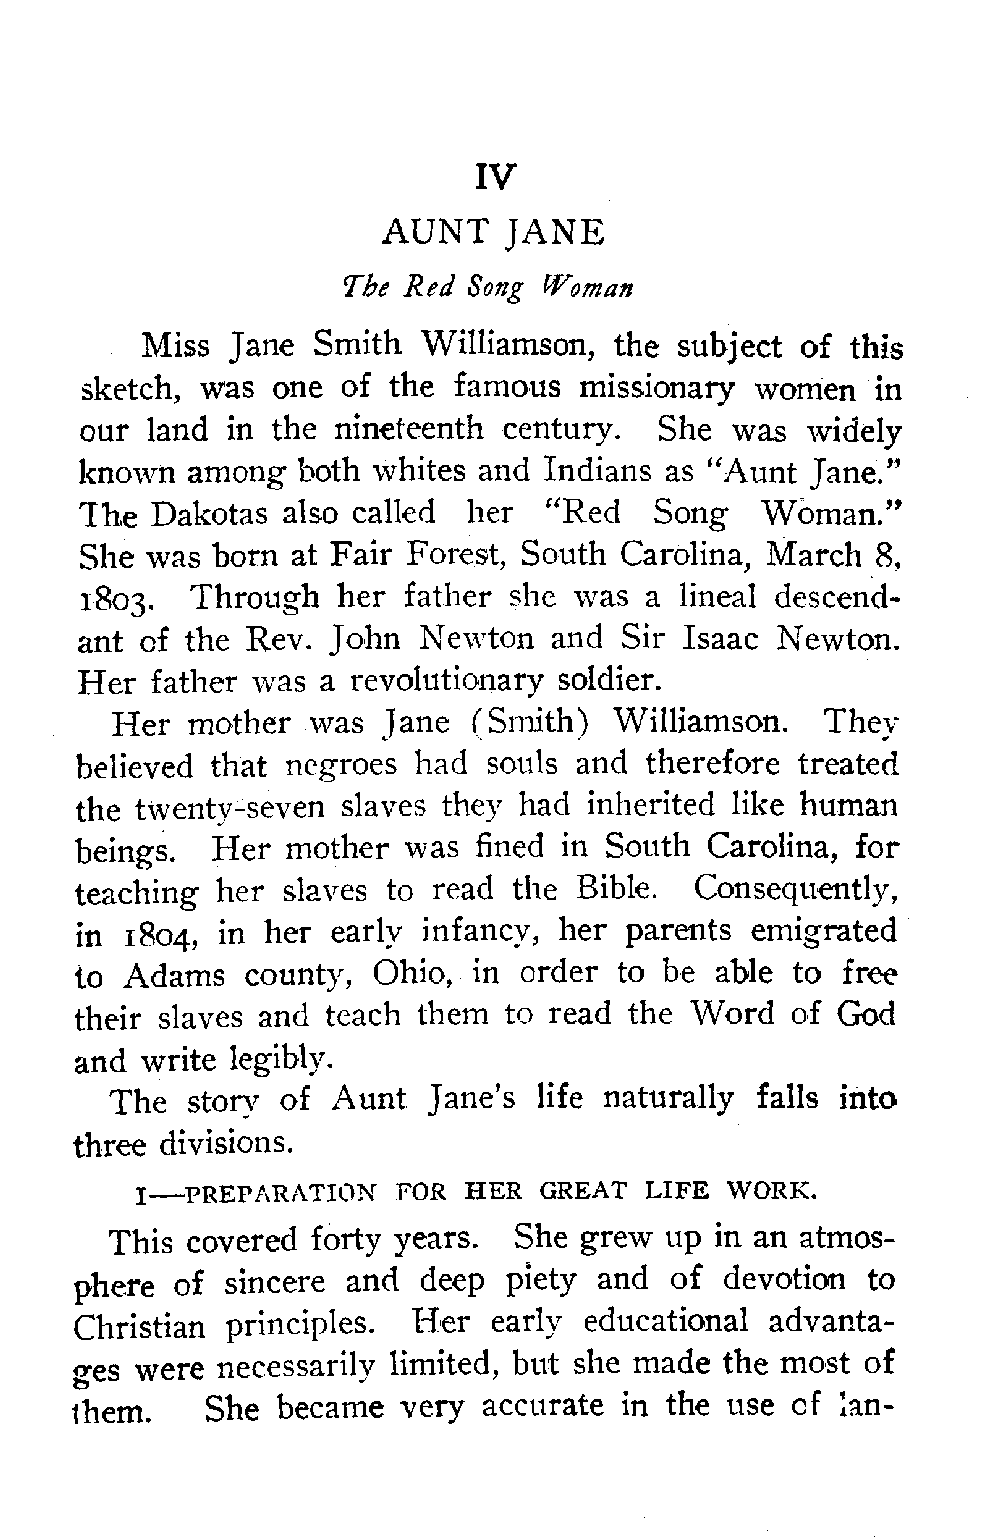 IV
AUNT JANE
The Red Song Woman
Miss Jane Smith Williamson, the subject of this
sketch, was one of the famous missionary women in
our land in the nineteenth century. She was widely
known among both whites and Indians as "Aunt Jane."
The Dakotas also called her "Red Song Woman."
She was born at Fair Forest, South Carolina, March 8,
1803. Through her father she was a lineal descend-
ant of the Rev. John Newton and Sir Isaac Newton.
Her father was a revolutionary soldier.
Her mother was Jane (Smith) Williamson. They
believed that negroes had souls and therefore treated
the twenty-seven slaves they had inherited like human
beings. Her mother was fined in South Carolina, for
teaching her slaves to read the Bible. Consequently,
in 1804, in her early infancy, her parents emigrated
to Adams county, Ohio, in order to be able to free
their slaves and teach them to read the Word of God
and write legibly.
The story of Aunt Jane's life naturally falls into
three divisions.
I—PREPARATION FOR HER GREAT LIFE WORK.
This covered forty years. She grew up in an atmos-
phere of sincere and deep piety and of devotion to
Christian principles. Her early educational advanta-
ges were necessarily limited, but she made the most of
them. She became very accurate in the use of lan-